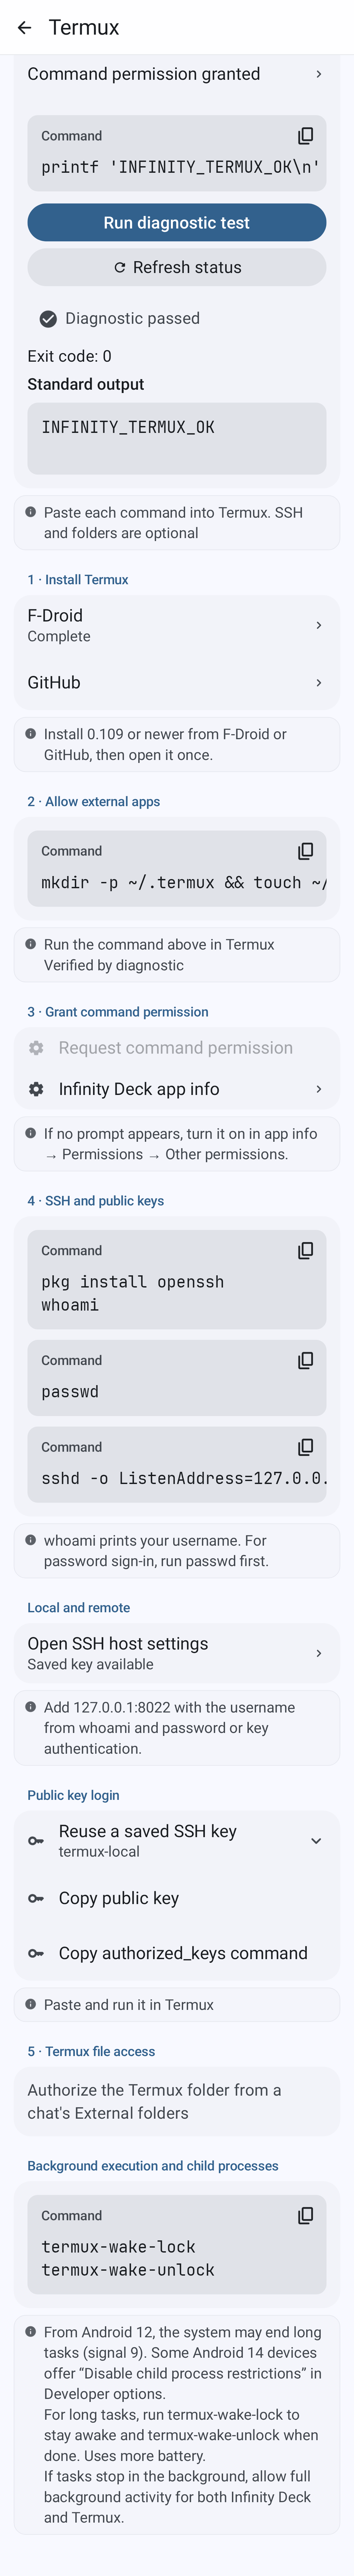 Termux
Command permission granted
Command
printf 'INFINITY_TERMUX_OK\n'
Run diagnostic test
Refresh status
Diagnostic passed
Exit code: 0
Standard output
INFINITY_TERMUX_OK
Paste each command into Termux. SSH
and folders are optional
1 · Install Termux
F-Droid
Complete
GitHub
Install 0.109 or newer from F-Droid or
GitHub, then open it once.
2 · Allow external apps
Command
mkdir -p ~/.termux && touch ~/
Run the command above in Termux
Verified by diagnostic
3 · Grant command permission
Request command permission
Infinity Deck app info
If no prompt appears, turn it on in app info
→ Permissions → Other permissions.
4 · SSH and public keys
Command
pkg install openssh
whoami
Command
passwd
Command
sshd -o ListenAddress=127.0.0.
whoami prints your username. For
password sign-in, run passwd first.
Local and remote
Open SSH host settings
Saved key available
Add 127.0.0.1:8022 with the username
from whoami and password or key
authentication.
Public key login
Reuse a saved SSH key
termux-local
Copy public key
Copy authorized_keys command
Paste and run it in Termux
5 · Termux file access
Authorize the Termux folder from a
chat's External folders
Background execution and child processes
Command
termux-wake-lock
termux-wake-unlock
From Android 12, the system may end long
tasks (signal 9). Some Android 14 devices
offer “Disable child process restrictions” in
Developer options.
For long tasks, run termux-wake-lock to
stay awake and termux-wake-unlock when
done. Uses more battery.
If tasks stop in the background, allow full
background activity for both Infinity Deck
and Termux.